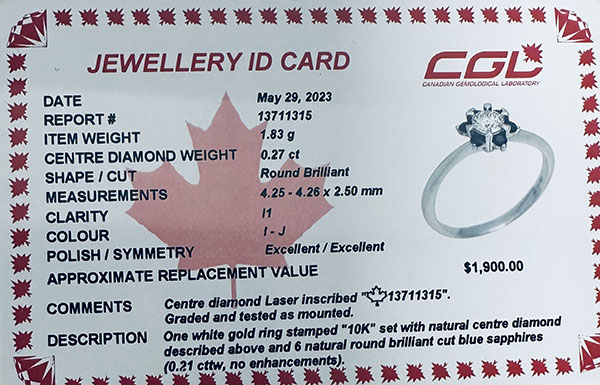 JEWELLERY ID CARD
CGL
CANADIAN GEMOLOGICAL LABORATORY
DATE May 29, 2023
REPORT # 13711315
ITEM WEIGHT 1.83 g
CENTRE DIAMOND WEIGHT 0.27 ct
SHAPE / CUT Round Brilliant
MEASUREMENTS 4.25 - 4.26 x 2.50 mm
CLARITY I1
COLOUR I - J
POLISH / SYMMETRY Excellent / Excellent
APPROXIMATE REPLACEMENT VALUE $1,900.00
COMMENTS Centre diamond Laser inscribed "13711315".
Graded and tested as mounted.
DESCRIPTION One white gold ring stamped "10K" set with natural centre diamond
described above and 6 natural round brilliant cut blue sapphires
(0.21 cttw, no enhancements).